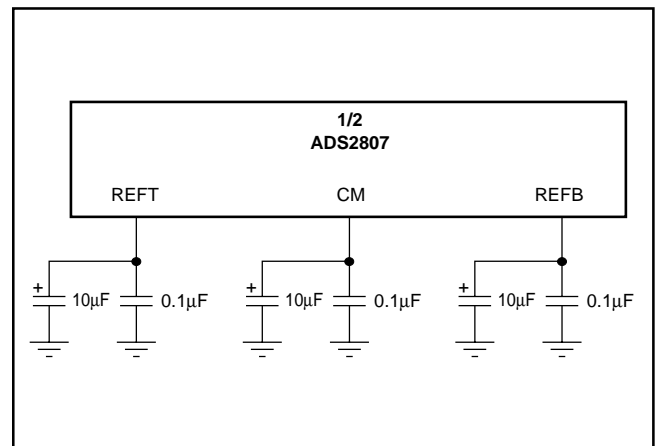 1/2
ADS2807
REFT CM REFB
+ 10µF 0.1µF + 10µF 0.1µF + 10µF 0.1µF